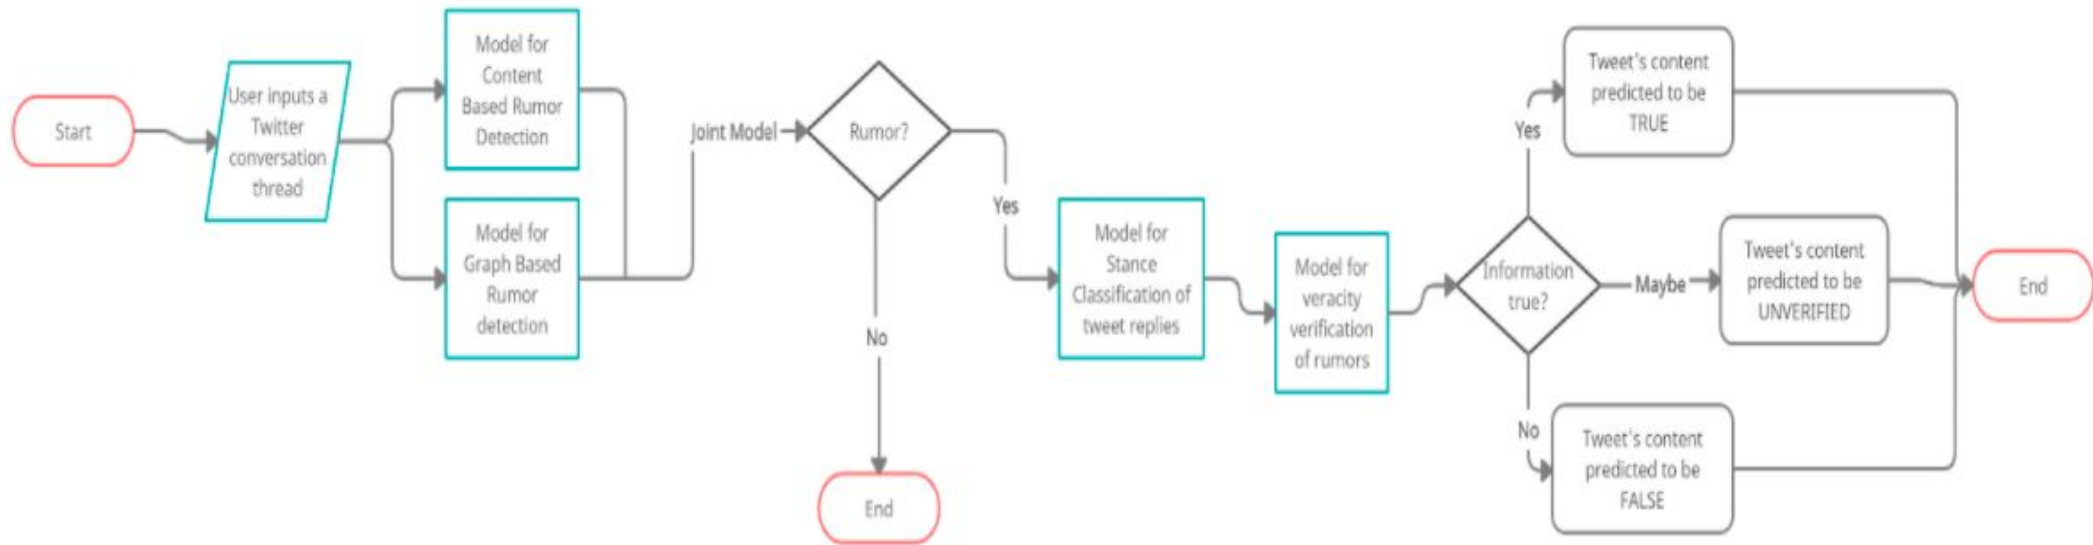 Start
User inputs a
Twitter
conversation
thread
Model for
Content
Based Rumor
Detection
Model for
Graph Based
Rumor
detection
Joint Model
Rumor?
No
End
Yes
Model for
Stance
Classification of
tweet replies
Model for
veracity
verification
of rumors
Information
true?
Yes
Tweet's content
predicted to be
TRUE
Maybe
Tweet's content
predicted to be
UNVERIFIED
No
Tweet's content
predicted to be
FALSE
End